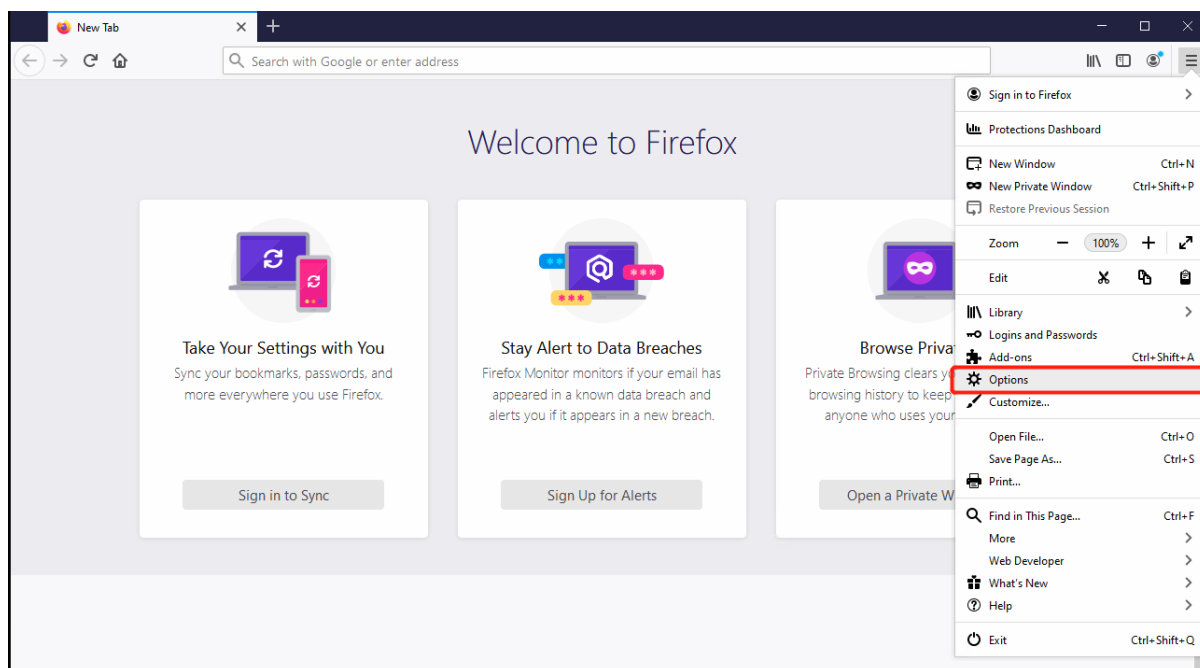 New Tab
Search with Google or enter address
Welcome to Firefox
Take Your Settings with You
Sync your bookmarks, passwords, and
more everywhere you use Firefox.
Sign in to Sync
Stay Alert to Data Breaches
Firefox Monitor monitors if your email has
appeared in a known data breach and
alerts you if it appears in a new breach.
Sign Up for Alerts
Browse Priva
Private Browsing clears yo
browsing history to keep
anyone who uses your
Open a Private W
Sign in to Firefox
Protections Dashboard
New Window Ctrl+N
New Private Window Ctrl+Shift+P
Restore Previous Session
Zoom 100%
Edit
Library
Logins and Passwords
Add-ons Ctrl+Shift+A
Options
Customize...
Open File... Ctrl+O
Save Page As... Ctrl+S
Print...
Find in This Page... Ctrl+F
More
Web Developer
What's New
Help
Exit Ctrl+Shift+Q